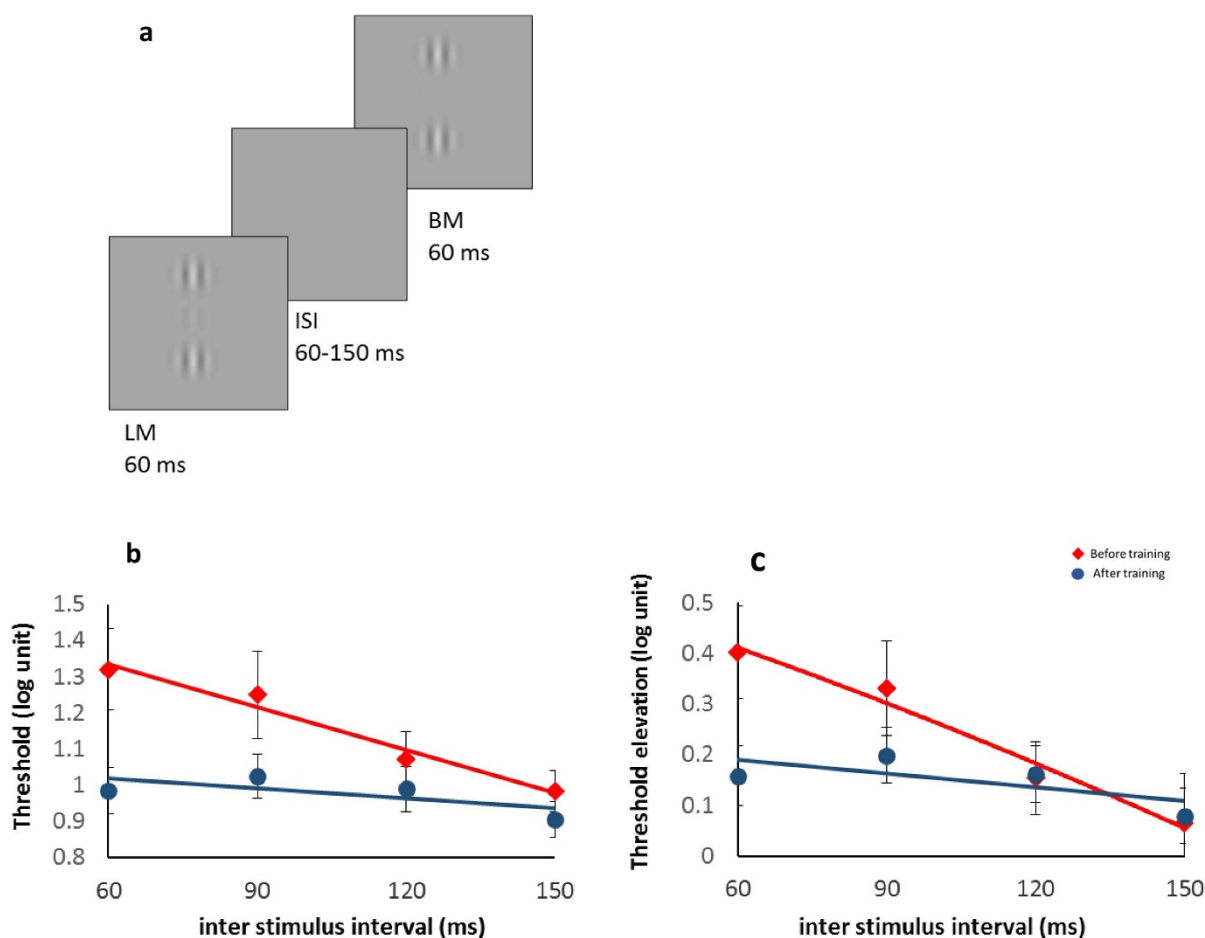 a
BM
60 ms
ISI
60-150 ms
LM
60 ms
b
Threshold (log unit)
1.5
1.4
1.3
1.2
1.1
1
0.9
0.8
60 90 120 150
inter stimulus interval (ms)
c
Before training
After training
Threshold elevation (log unit)
0.5
0.4
0.3
0.2
0.1
0
60 90 120 150
inter stimulus interval (ms)